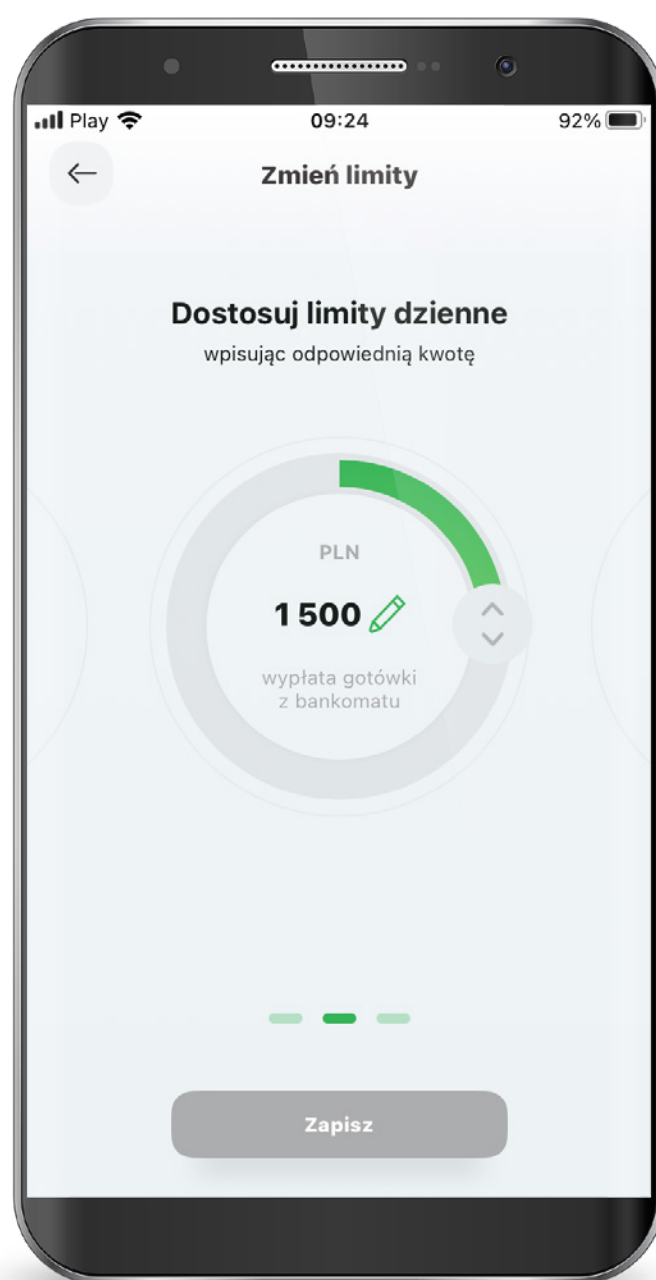 Play
09:24
92%
Zmień limity
Dostosuj limity dzienne
wpisując odpowiednią kwotę
PLN
1 500
wypłata gotówki
z bankomatu
Zapisz